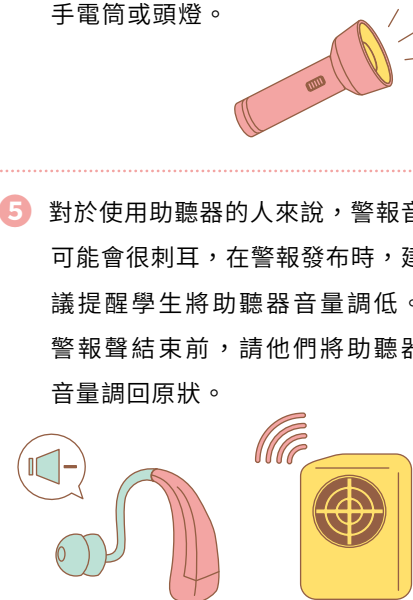 手電筒或頭燈。
5 對於使用助聽器的人來說，警報音
可能會很刺耳，在警報發布時，建
議提醒學生將助聽器音量調低。
警報聲結束前，請他們將助聽器
音量調回原狀。